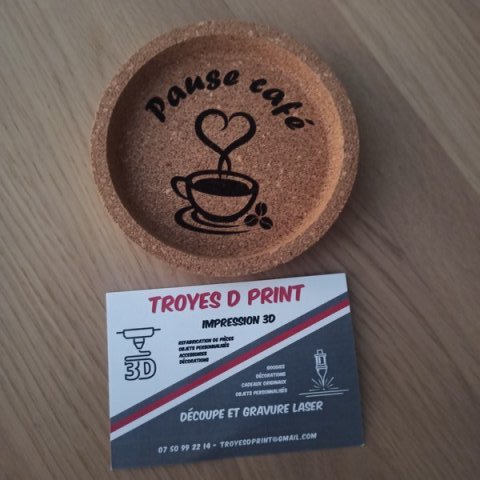 Pause café
TROYES D PRINT
IMPRESSION 3D
REFABRICATION DE PIÈCES
OBJETS PERSONNALISÉS
ACCESSOIRES
DÉCORATIONS
3D
GOODIES
DÉCORATIONS
CADEAUX ORIGINAUX
OBJETS PERSONNALISÉS
DÉCOUPE ET GRAVURE LASER
07 50 99 22 14 - TROYESDPRINT@GMAIL.COM